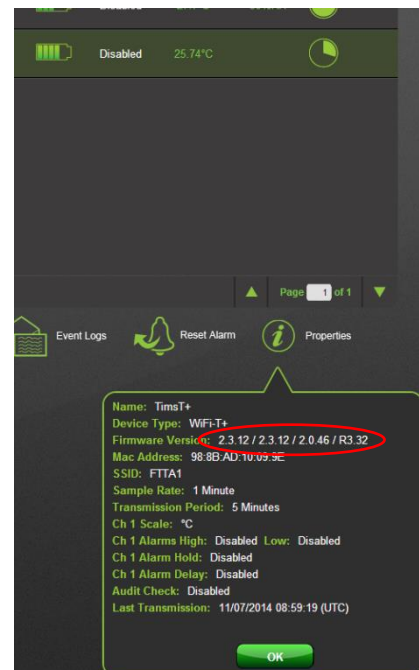 Disabled 25.74°C
Page 1 of 1
Event Logs Reset Alarm Properties
Name: TimsT+
Device Type: WiFi-T+
Firmware Version: 2.3.12 / 2.3.12 / 2.0.46 / R3.32
Mac Address: 98:8B:AD:10:09:9E
SSID: FTTA1
Sample Rate: 1 Minute
Transmission Period: 5 Minutes
Ch 1 Scale: °C
Ch 1 Alarms High: Disabled Low: Disabled
Ch 1 Alarm Hold: Disabled
Ch 1 Alarm Delay: Disabled
Audit Check: Disabled
Last Transmission: 11/07/2014 08:59:19 (UTC)
OK